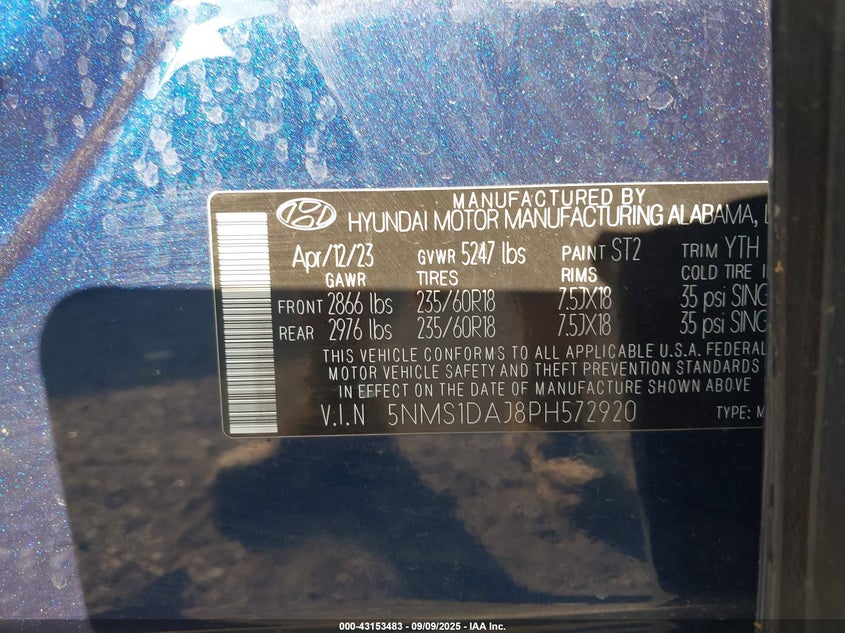 MANUFACTURED BY
HYUNDAI MOTOR MANUFACTURING ALABAMA,
Apr/12/23 GVWR 5247 lbs PAINT ST2 TRIM YTH
GAWR TIRES RIMS COLD TIRE
FRONT 2866 lbs 235/60R18 7.5JX18 35 psi
REAR 2976 lbs 235/60R18 7.5JX18 35 psi
THIS VEHICLE CONFORMS TO ALL APPLICABLE U.S.A. FEDERAL
MOTOR VEHICLE SAFETY AND THEFT PREVENTION STANDARDS
IN EFFECT ON THE DATE OF MANUFACTURE SHOWN ABOVE
V.I.N 5NMS1DAJ8PH572920 TYPE:
000-43153483 - 09/09/2025 - IAA Inc.